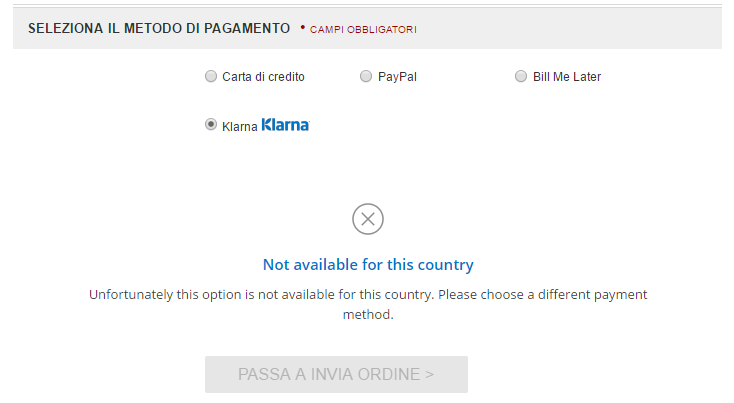 SELEZIONA IL METODO DI PAGAMENTO • CAMPI OBBLIGATORI
Carta di credito PayPal Bill Me Later
Klarna Klarna
Not available for this country
Unfortunately this option is not available for this country. Please choose a different payment
method.
PASSA A INVIA ORDINE >